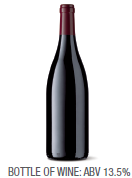 BOTTLE OF WINE: ABV 13.5%